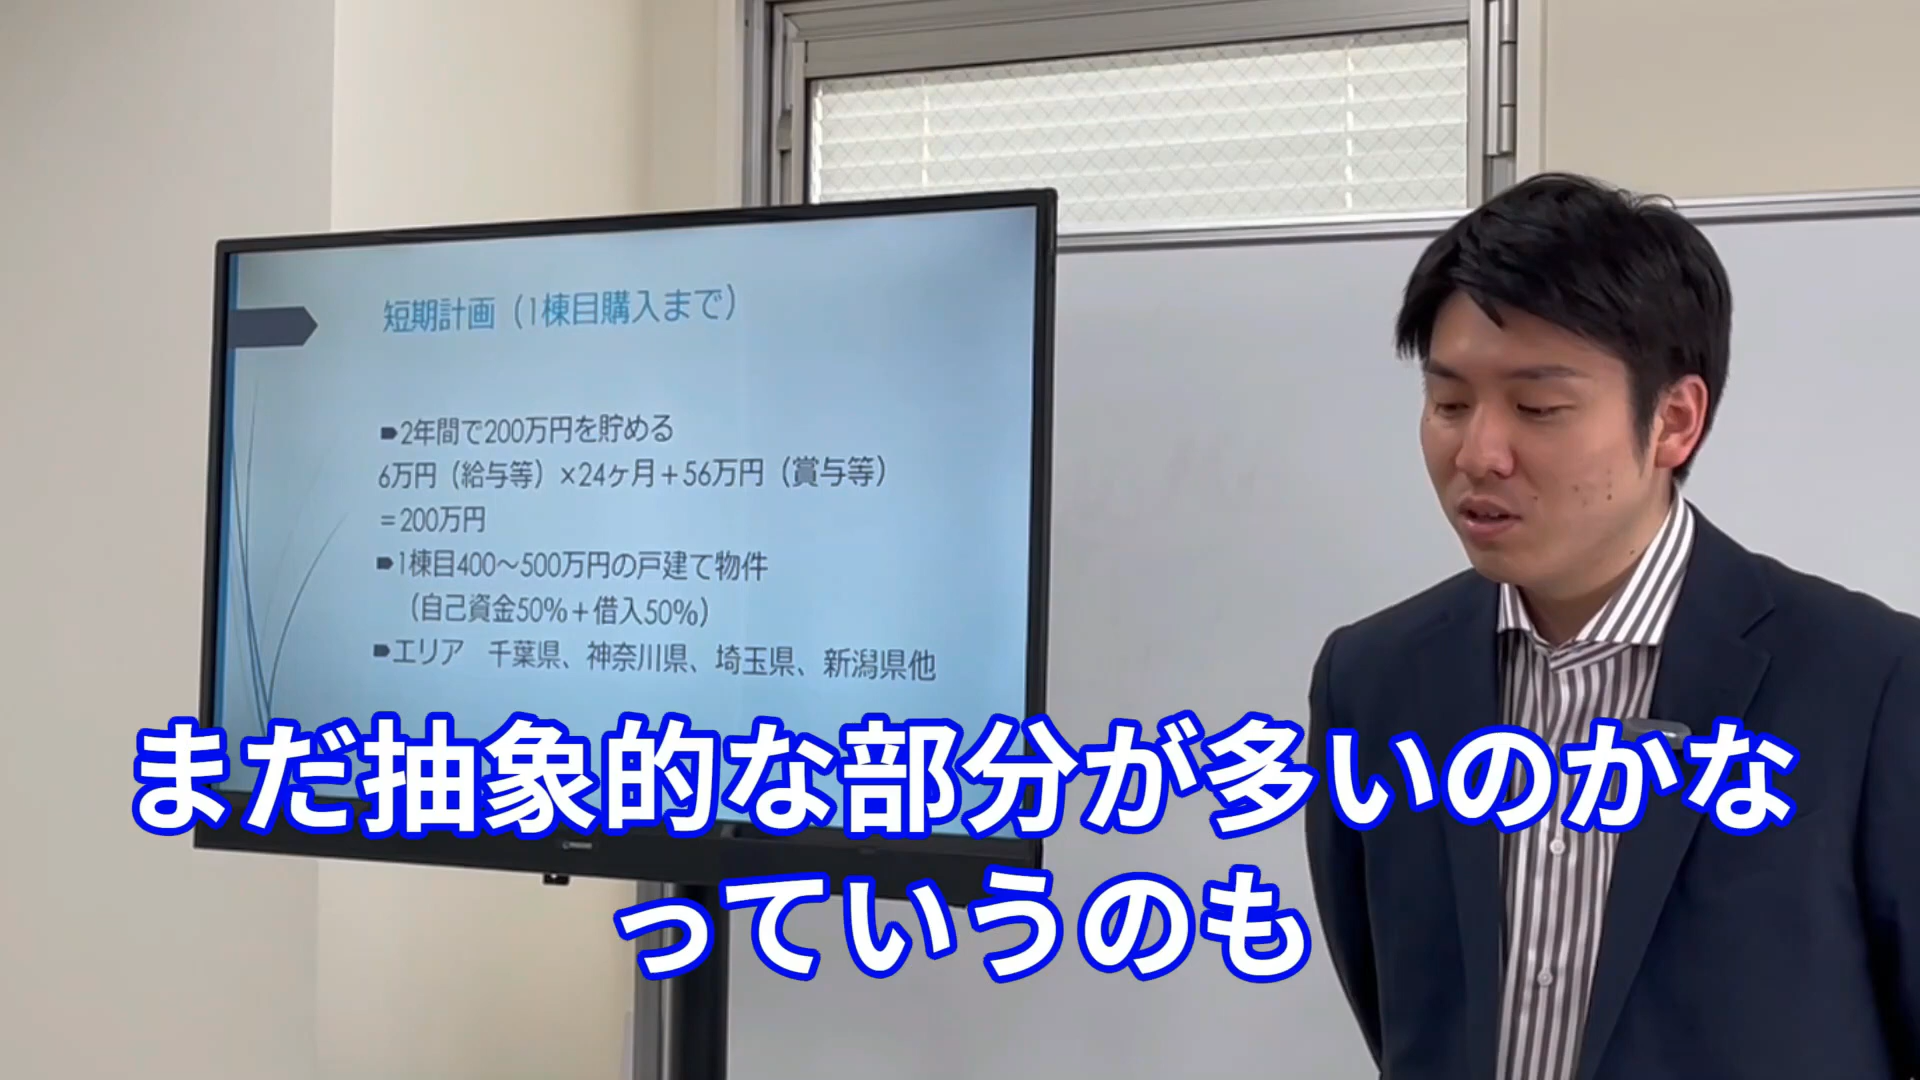 短期計画（1棟目購入まで）
➡2年間で200万円を貯める
6万円（給与等）×24ヶ月＋56万円（賞与等）
＝200万円
➡1棟目400～500万円の戸建て物件
（自己資金50%＋借入50%）
➡エリア　千葉県、神奈川県、埼玉県、新潟県他
まだ抽象的な部分が多いのかな
っていうのも